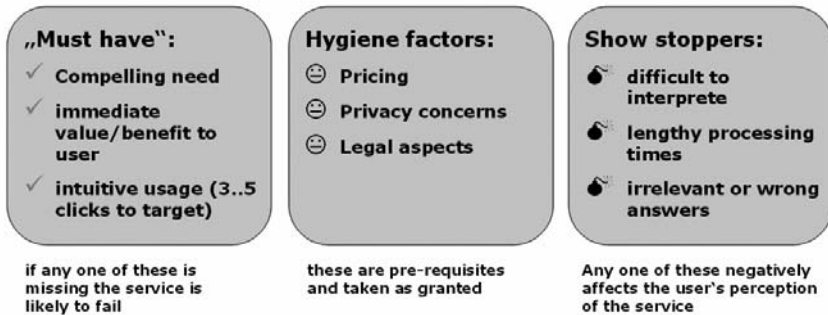 „Must have“:
Compelling need
immediate
value/benefit to
user
intuitive usage (3..5
clicks to target)
if any one of these is
missing the service is
likely to fail
Hygiene factors:
Pricing
Privacy concerns
Legal aspects
these are pre-requisites
and taken as granted
Show stoppers:
difficult to
interprete
lengthy processing
times
irrelevant or wrong
answers
Any one of these negatively
affects the user‘s perception
of the service